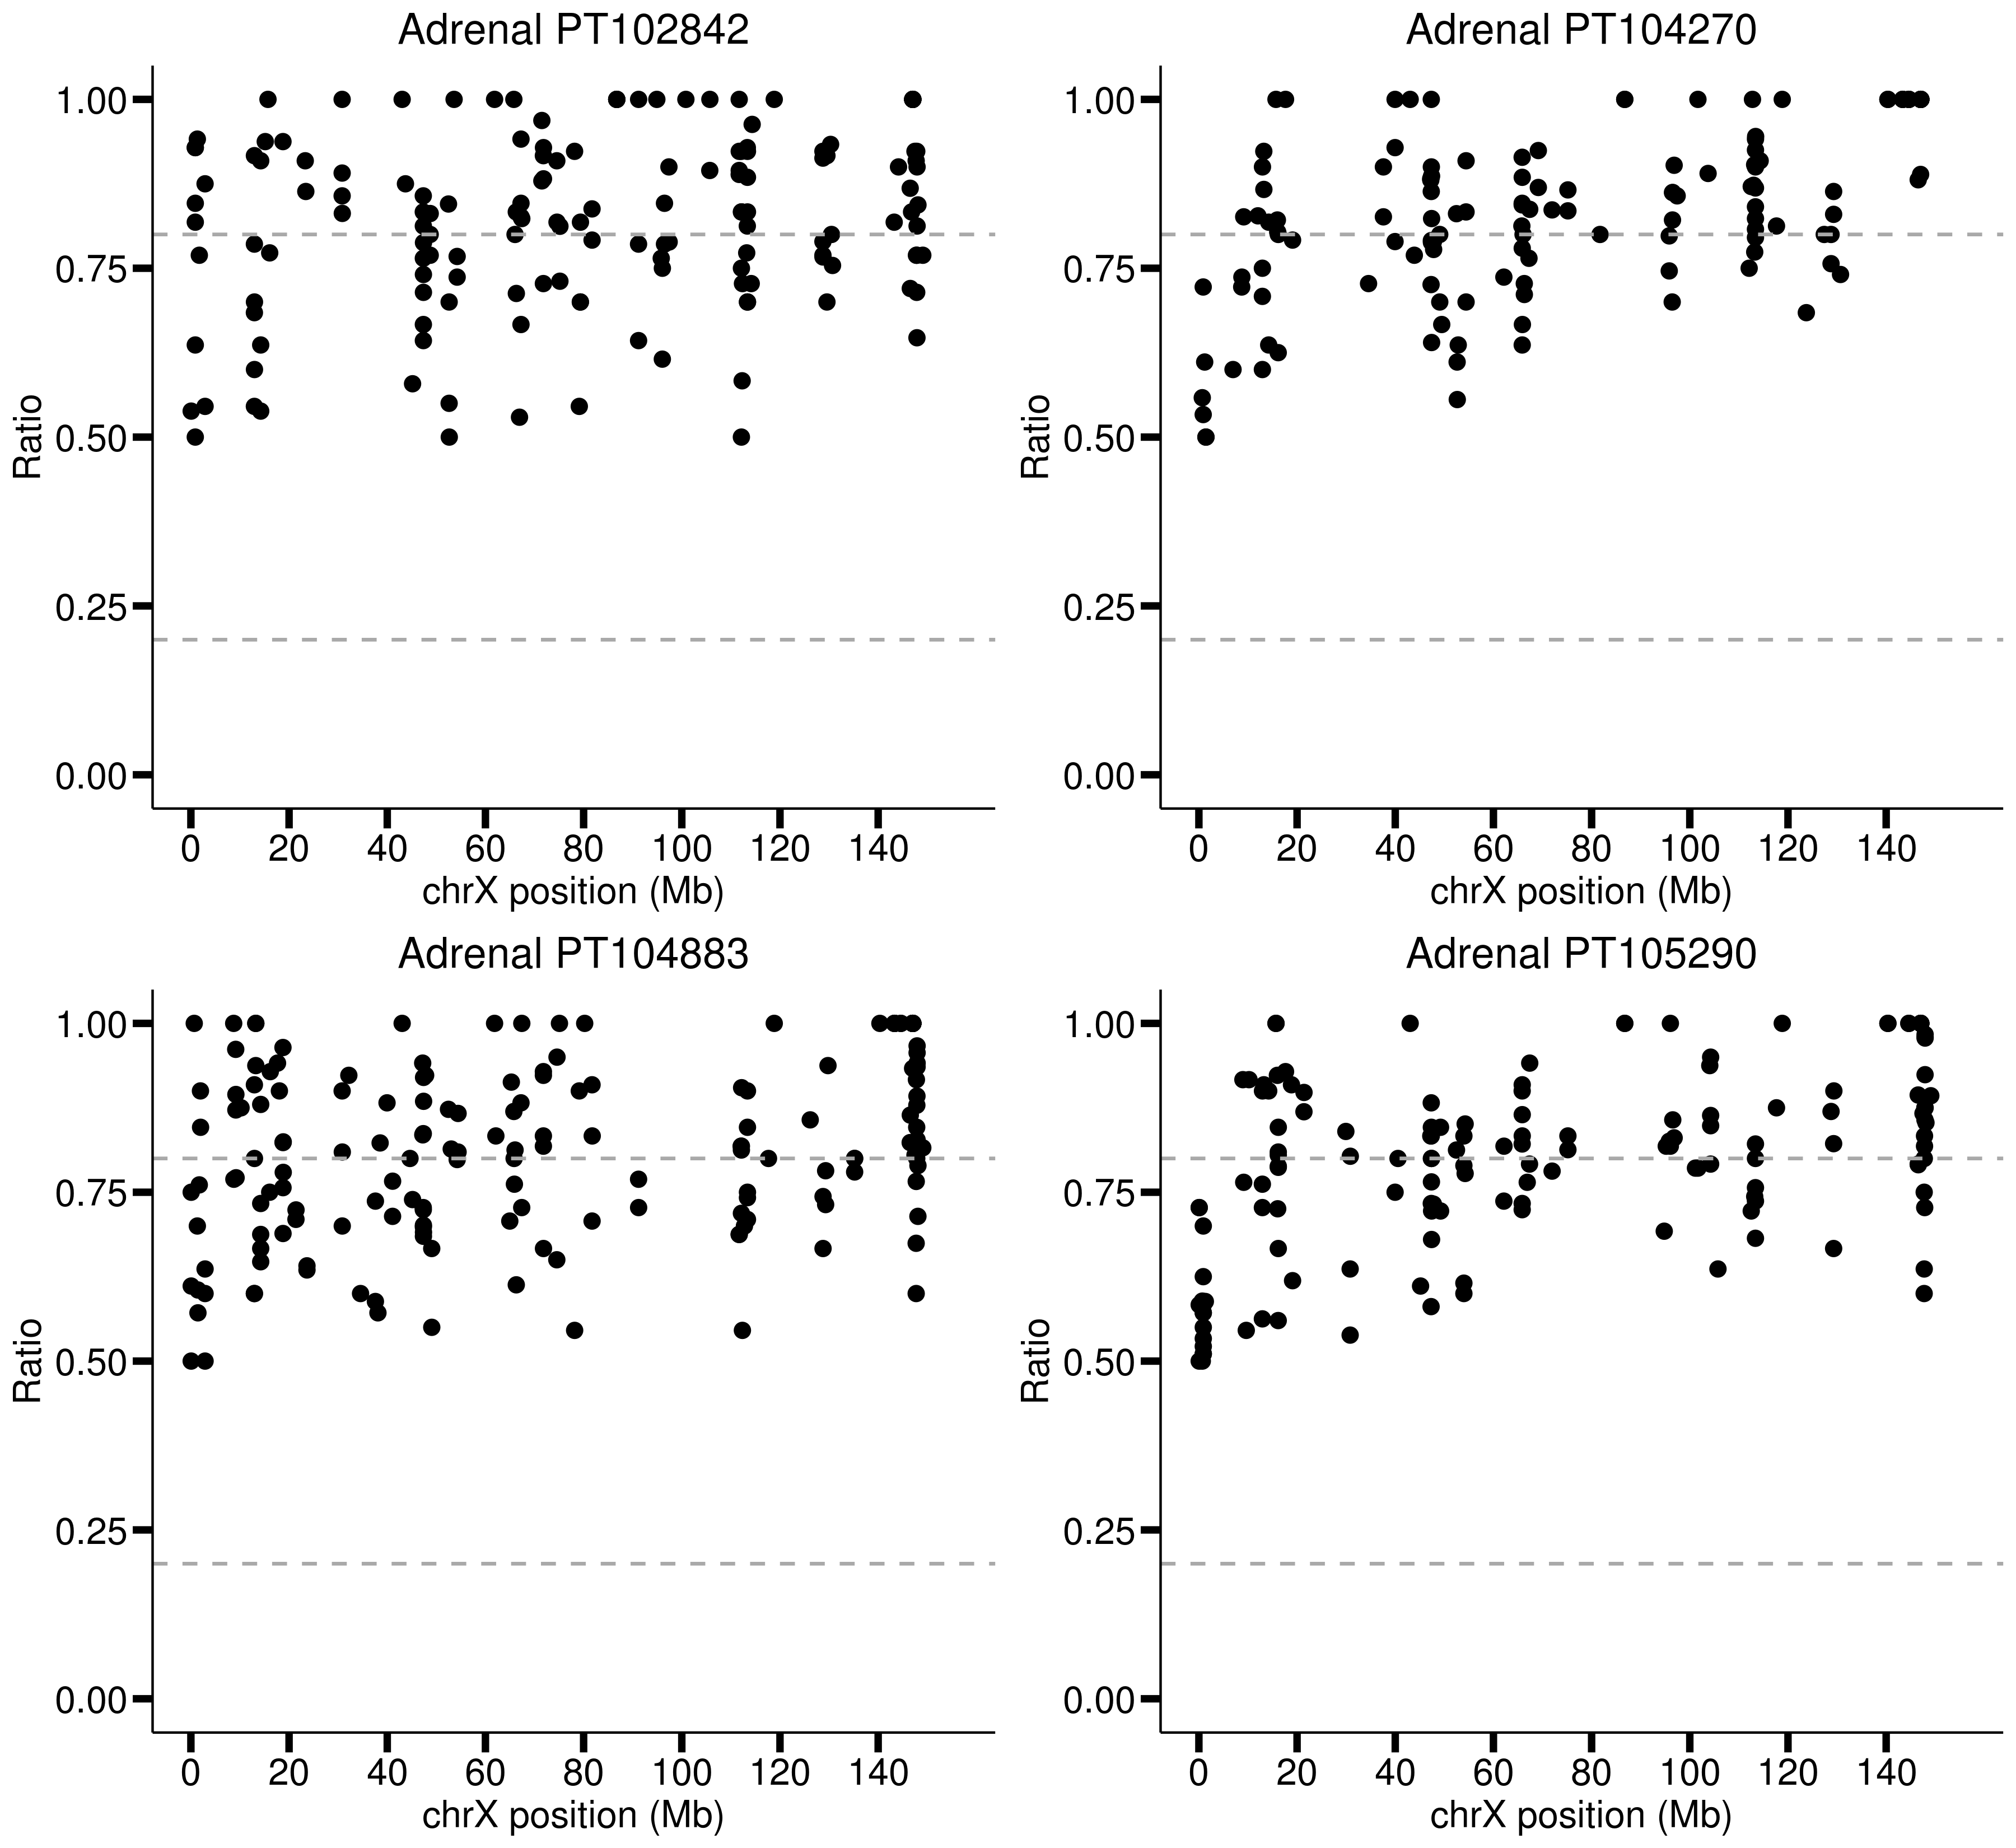 Adrenal PT102842
Ratio
1.00
0.75
0.50
0.25
0.00
0 20 40 60 80 100 120 140
chrX position (Mb)
Adrenal PT104270
Ratio
1.00
0.75
0.50
0.25
0.00
0 20 40 60 80 100 120 140
chrX position (Mb)
Adrenal PT104883
Ratio
1.00
0.75
0.50
0.25
0.00
0 20 40 60 80 100 120 140
chrX position (Mb)
Adrenal PT105290
Ratio
1.00
0.75
0.50
0.25
0.00
0 20 40 60 80 100 120 140
chrX position (Mb)